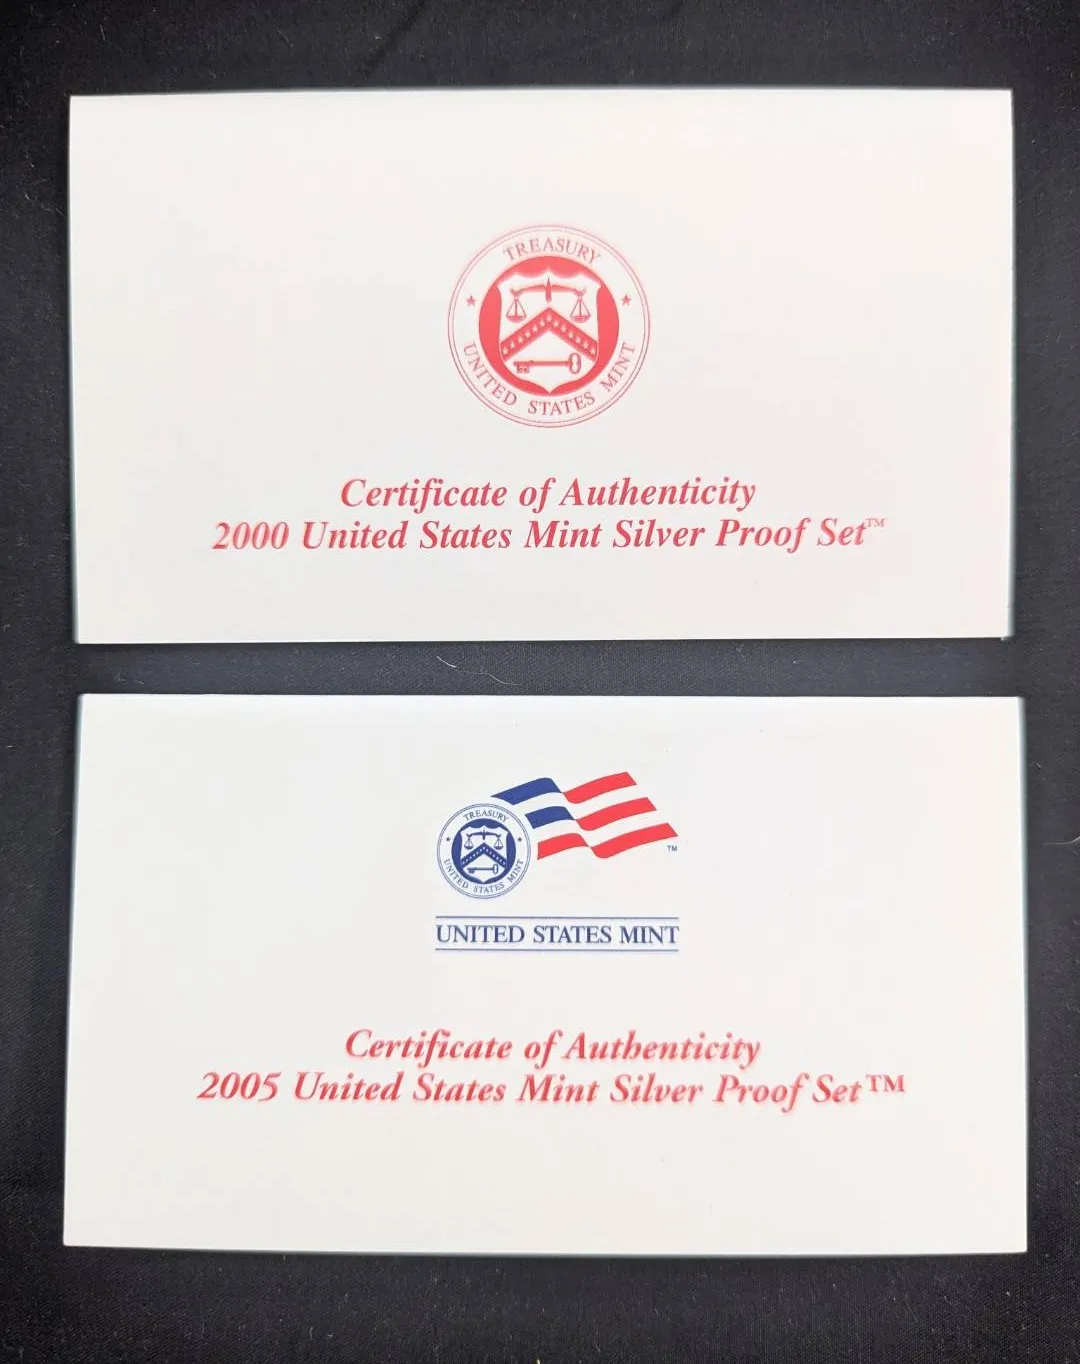 TREASURY
UNITED STATES MINT
Certificate of Authenticity
2000 United States Mint Silver Proof Set™
TREASURY
UNITED STATES MINT
™
UNITED STATES MINT
Certificate of Authenticity
2005 United States Mint Silver Proof Set™